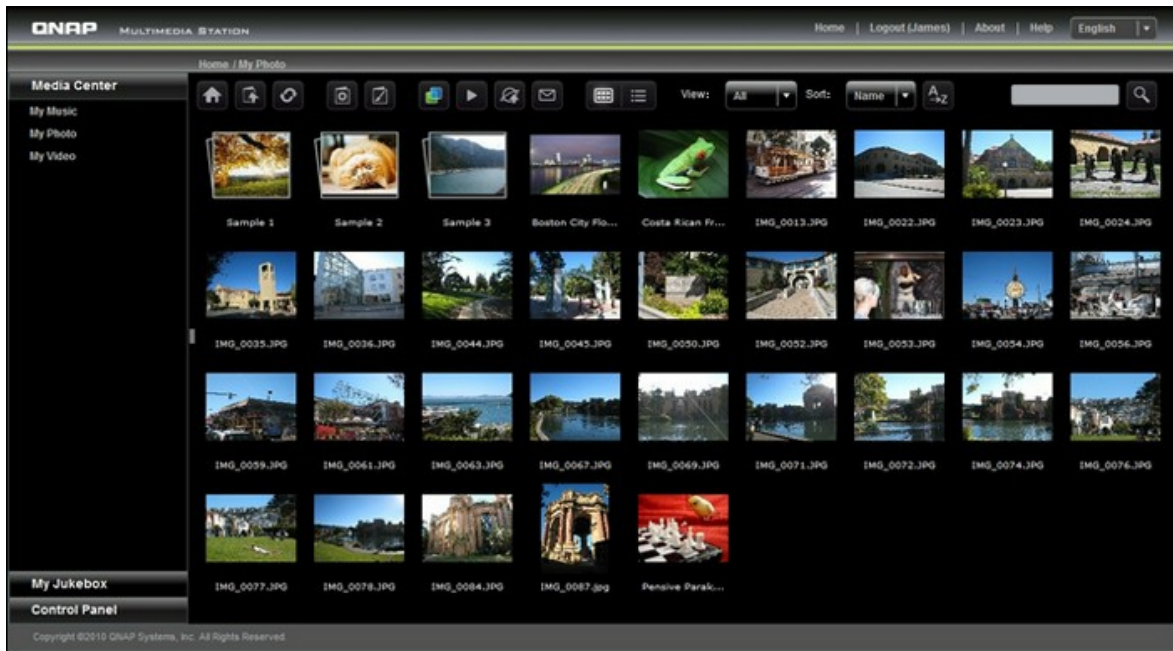 QNAP MULTIMEDIA STATION
Home | Logout (James) | About | Help English
Home / My Photo
Media Center
My Music
My Photo
My Video
View: All Sort: Name A→Z
Sample 1 Sample 2 Sample 3 Boston City Flo... Costa Rican Fr... IMG_0013.JPG IMG_0022.JPG IMG_0023.JPG IMG_0024.JPG
IMG_0035.JPG IMG_0036.JPG IMG_0044.JPG IMG_0045.JPG IMG_0050.JPG IMG_0052.JPG IMG_0053.JPG IMG_0054.JPG IMG_0056.JPG
IMG_0059.JPG IMG_0061.JPG IMG_0063.JPG IMG_0067.JPG IMG_0069.JPG IMG_0071.JPG IMG_0072.JPG IMG_0074.JPG IMG_0076.JPG
IMG_0077.JPG IMG_0078.JPG IMG_0084.JPG IMG_0087.jpg Pensive Parak...
My Jukebox
Control Panel
Copyright ©2010 QNAP Systems, Inc. All Rights Reserved.